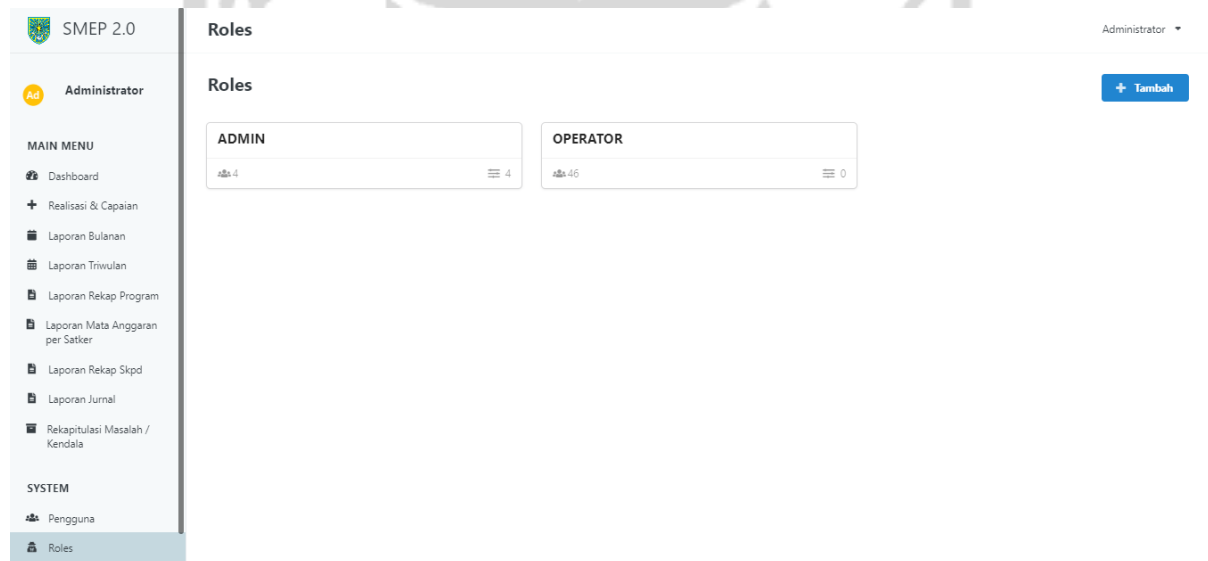 SMEP 2.0
Roles
Administrator
Ad
Administrator
Roles
+ Tambah
MAIN MENU
Dashboard
Realisasi & Capaian
Laporan Bulanan
Laporan Triwulan
Laporan Rekap Program
Laporan Mata Anggaran
per Satker
Laporan Rekap Skpd
Laporan Jurnal
Rekapitulasi Masalah /
Kendala
SYSTEM
Pengguna
Roles
ADMIN
4
4
OPERATOR
46
0